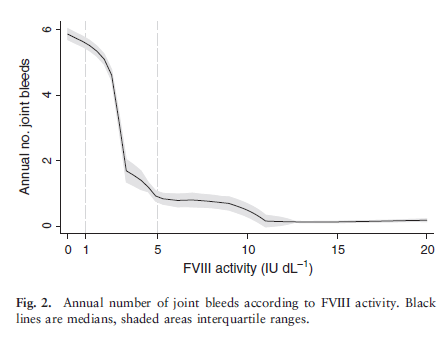 6
4
2
0
Annual no. joint bleeds
0 1 5 10 15 20
FVIII activity (IU dL⁻¹)
Fig. 2. Annual number of joint bleeds according to FVIII activity. Black
lines are medians, shaded areas interquartile ranges.